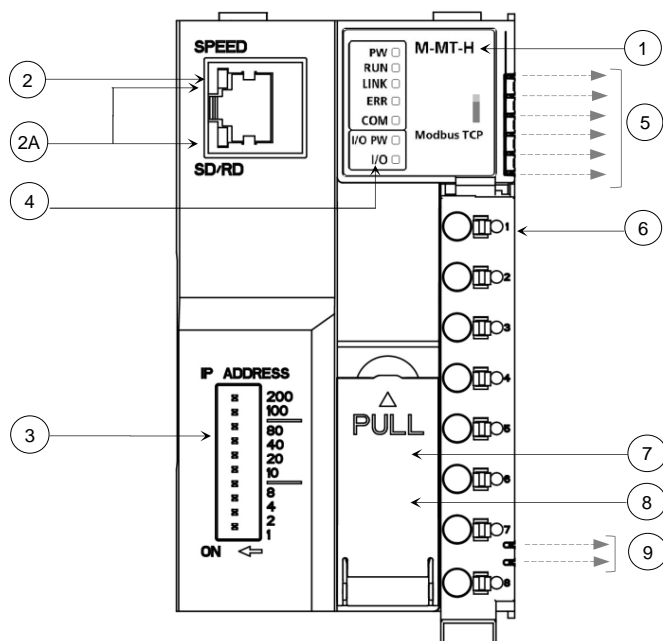 SPEED
SD/RD
M-MT-H
PW
RUN
LINK
ERR
COM
I/O PW
I/O
Modbus TCP
1
2
2A
3
4
5
6
7
8
9
1
2
3
4
5
6
7
8
IP ADDRESS
200
100
80
40
20
10
8
4
2
1
ON
PULL